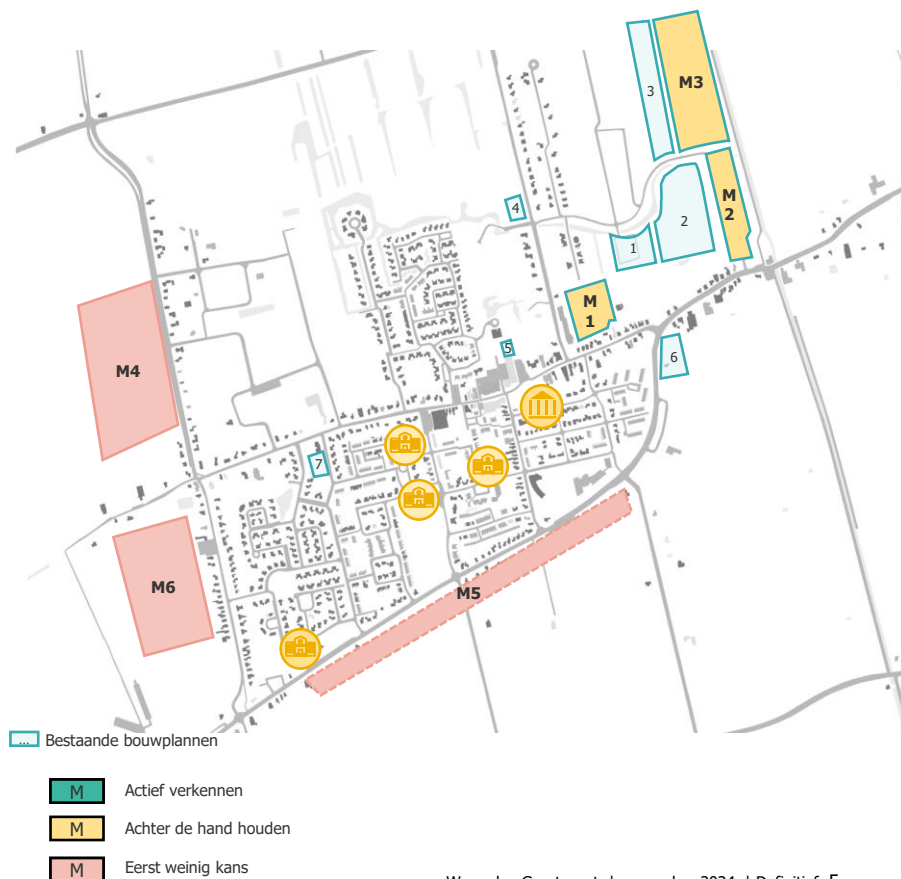 3
M3
M
2
4
2
1
M
1
5
6
M4
7
M6
M5
... Bestaande bouwplannen
M Actief verkennen
M Achter de hand houden
M Eerst weinig kans